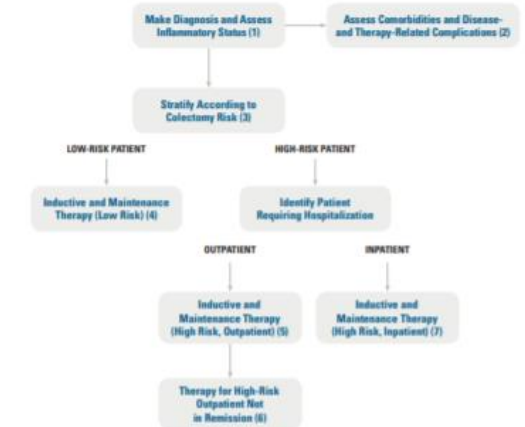 Make Diagnosis and Assess
Inflammatory Status (1)
Assess Comorbidities and Disease-
and Therapy-Related Complications (2)
Stratify According to
Colectomy Risk (3)
LOW-RISK PATIENT
HIGH-RISK PATIENT
Inductive and Maintenance
Therapy (Low Risk) (4)
Identify Patient
Requiring Hospitalization
OUTPATIENT
INPATIENT
Inductive and
Maintenance Therapy
(High Risk, Outpatient) (5)
Inductive and
Maintenance Therapy
(High Risk, Inpatient) (7)
Therapy for High-Risk
Outpatient Not
in Remission (6)